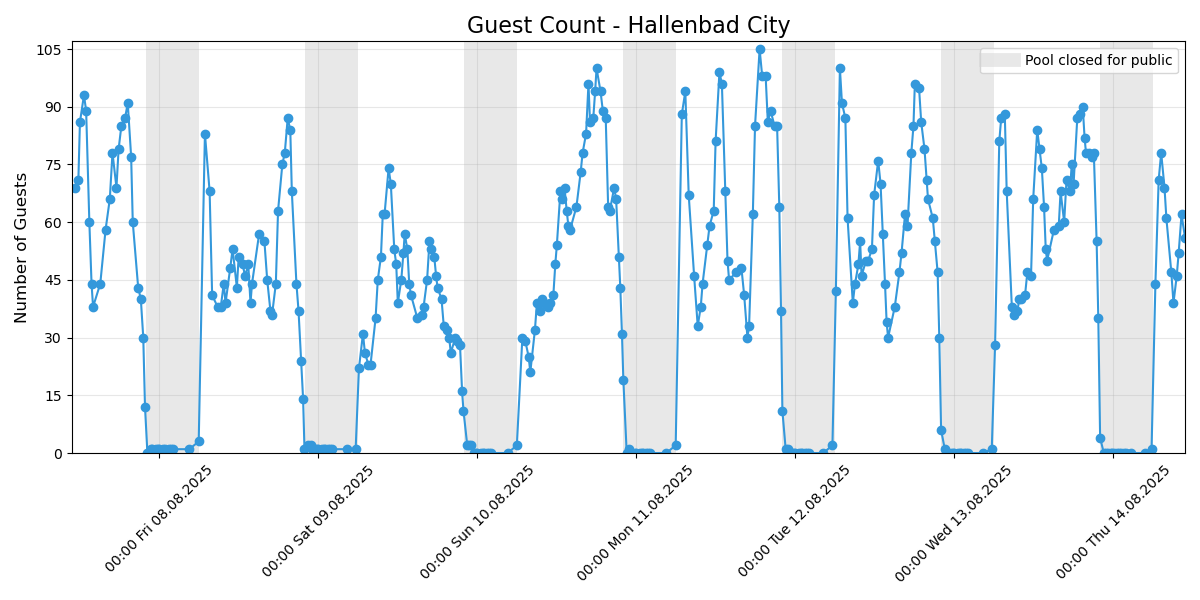 Guest Count - Hallenbad City
Pool closed for public
Number of Guests
105
90
75
60
45
30
15
0
00:00 Fri 08.08.2025
00:00 Sat 09.08.2025
00:00 Sun 10.08.2025
00:00 Mon 11.08.2025
00:00 Tue 12.08.2025
00:00 Wed 13.08.2025
00:00 Thu 14.08.2025